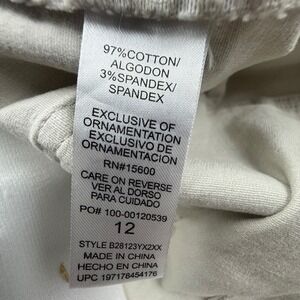 97%COTTON/
ALGODON
3%SPANDEX/
SPANDEX
EXCLUSIVE OF
ORNAMENTATION
EXCLUSIVO DE
ORNAMENTACION
RN#15600
CARE ON REVERSE
VER AL DORSO
PARA CUIDADO
PO# 100-00120539
12
STYLE B28123YX2XX
MADE IN CHINA
HECHO EN CHINA
UPC 197178454176